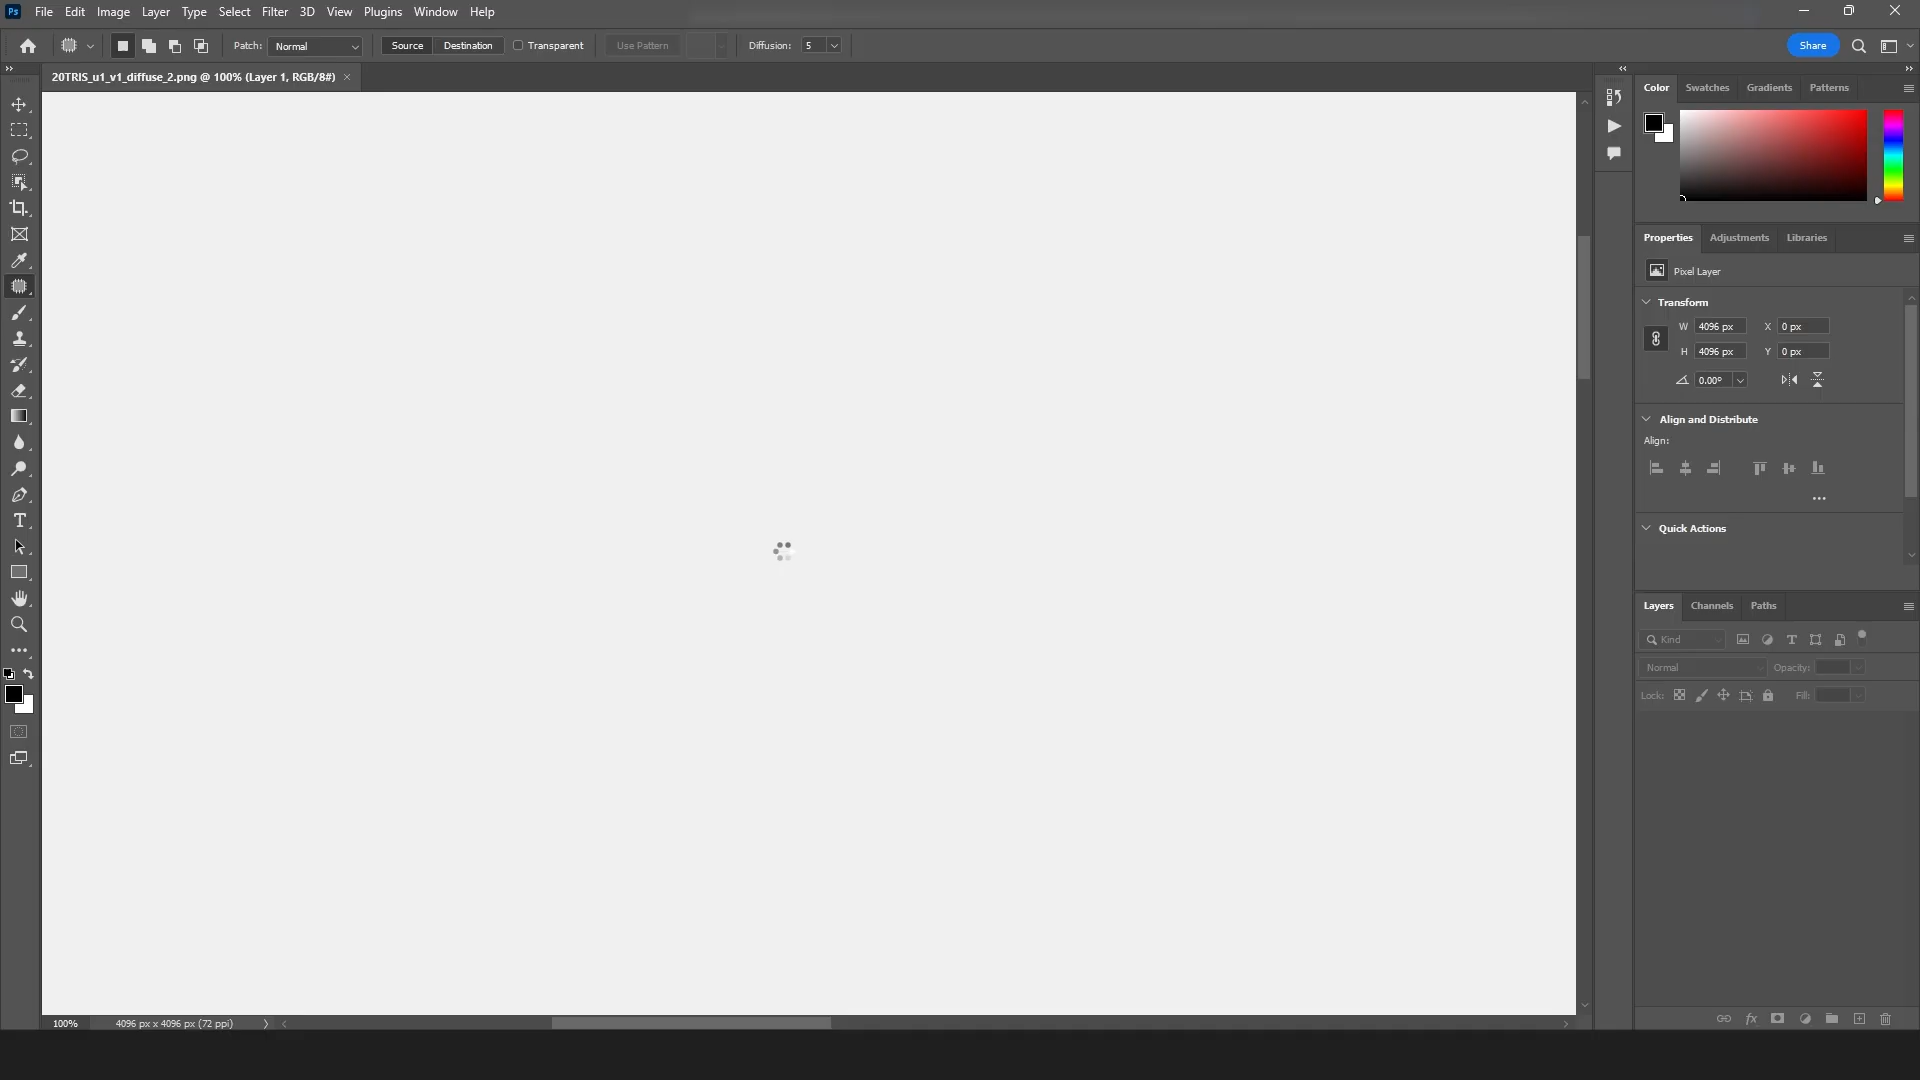 Ps File Edit Image Layer Type Select Filter 3D View Plugins Window Help
Patch: Normal Source Destination Transparent Use Pattern Diffusion: 5 Share
20TRIS_u1_v1_diffuse_2.png @ 100% (Layer 1, RGB/8#) ×
Color Swatches Gradients Patterns
Properties Adjustments Libraries
Pixel Layer
Transform
W 4096 px X 0 px
H 4096 px Y 0 px
0.00°
Align and Distribute
Align:
Quick Actions
Layers Channels Paths
Kind
Normal Opacity:
Lock: Fill:
100% 4096 px x 4096 px (72 ppi)